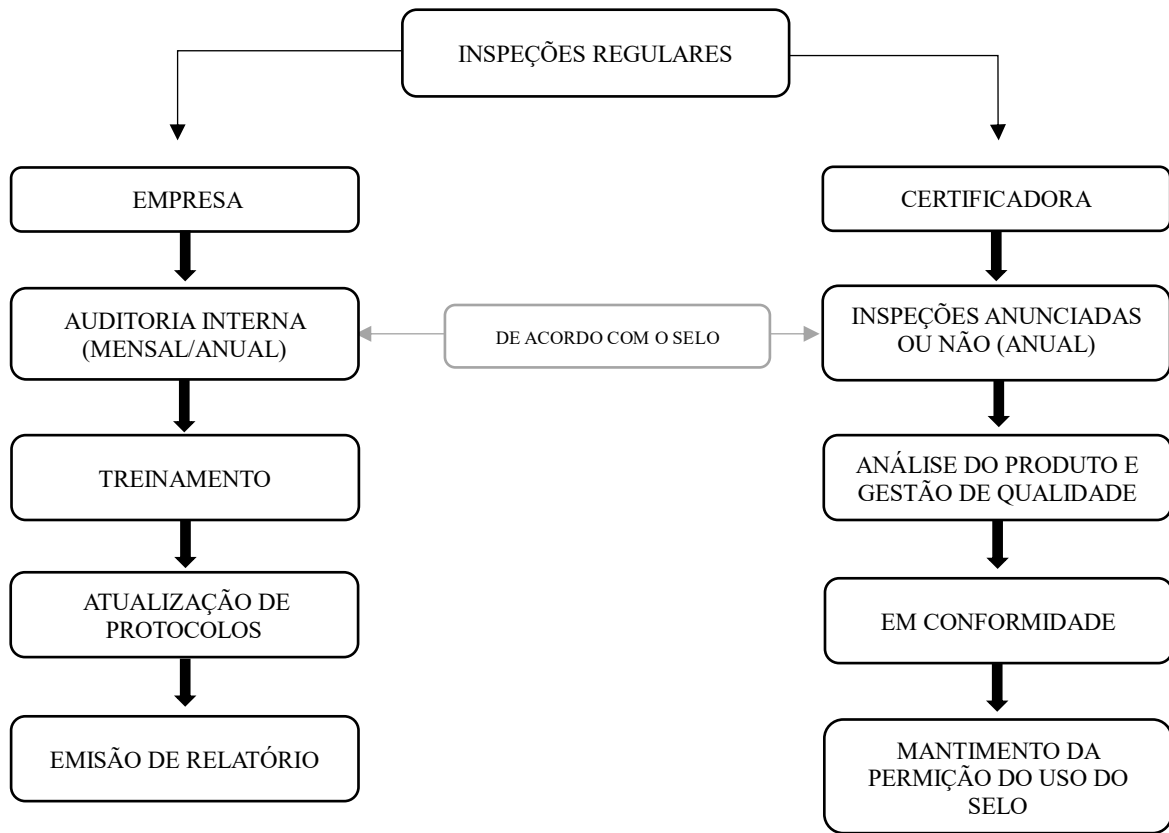 INSPEÇÕES REGULARES
EMPRESA
CERTIFICADORA
AUDITORIA INTERNA
(MENSAL/ANUAL)
DE ACORDO COM O SELO
INSPEÇÕES ANUNCIADAS
OU NÃO (ANUAL)
TREINAMENTO
ANÁLISE DO PRODUTO E
GESTÃO DE QUALIDADE
ATUALIZAÇÃO DE
PROTOCOLOS
EM CONFORMIDADE
EMISÃO DE RELATÓRIO
MANTIMENTO DA
PERMIÇÃO DO USO DO
SELO